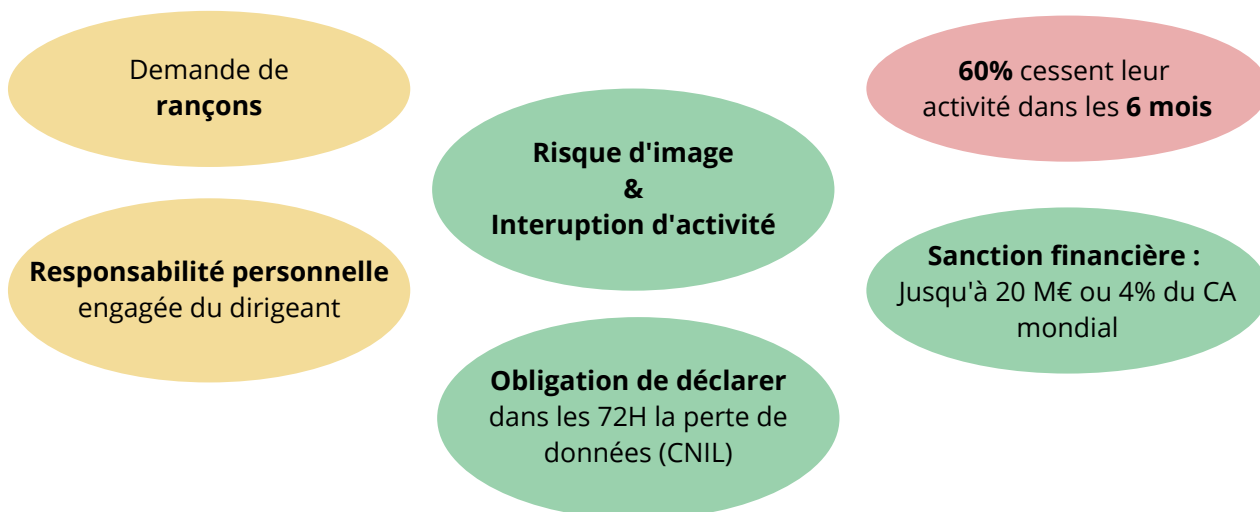 Demande de
rançons
Responsabilité personnelle
engagée du dirigeant
Risque d'image
&
Interuption d'activité
Obligation de déclarer
dans les 72H la perte de
données (CNIL)
60% cessent leur
activité dans les 6 mois
Sanction financière :
Jusqu'à 20 M€ ou 4% du CA
mondial